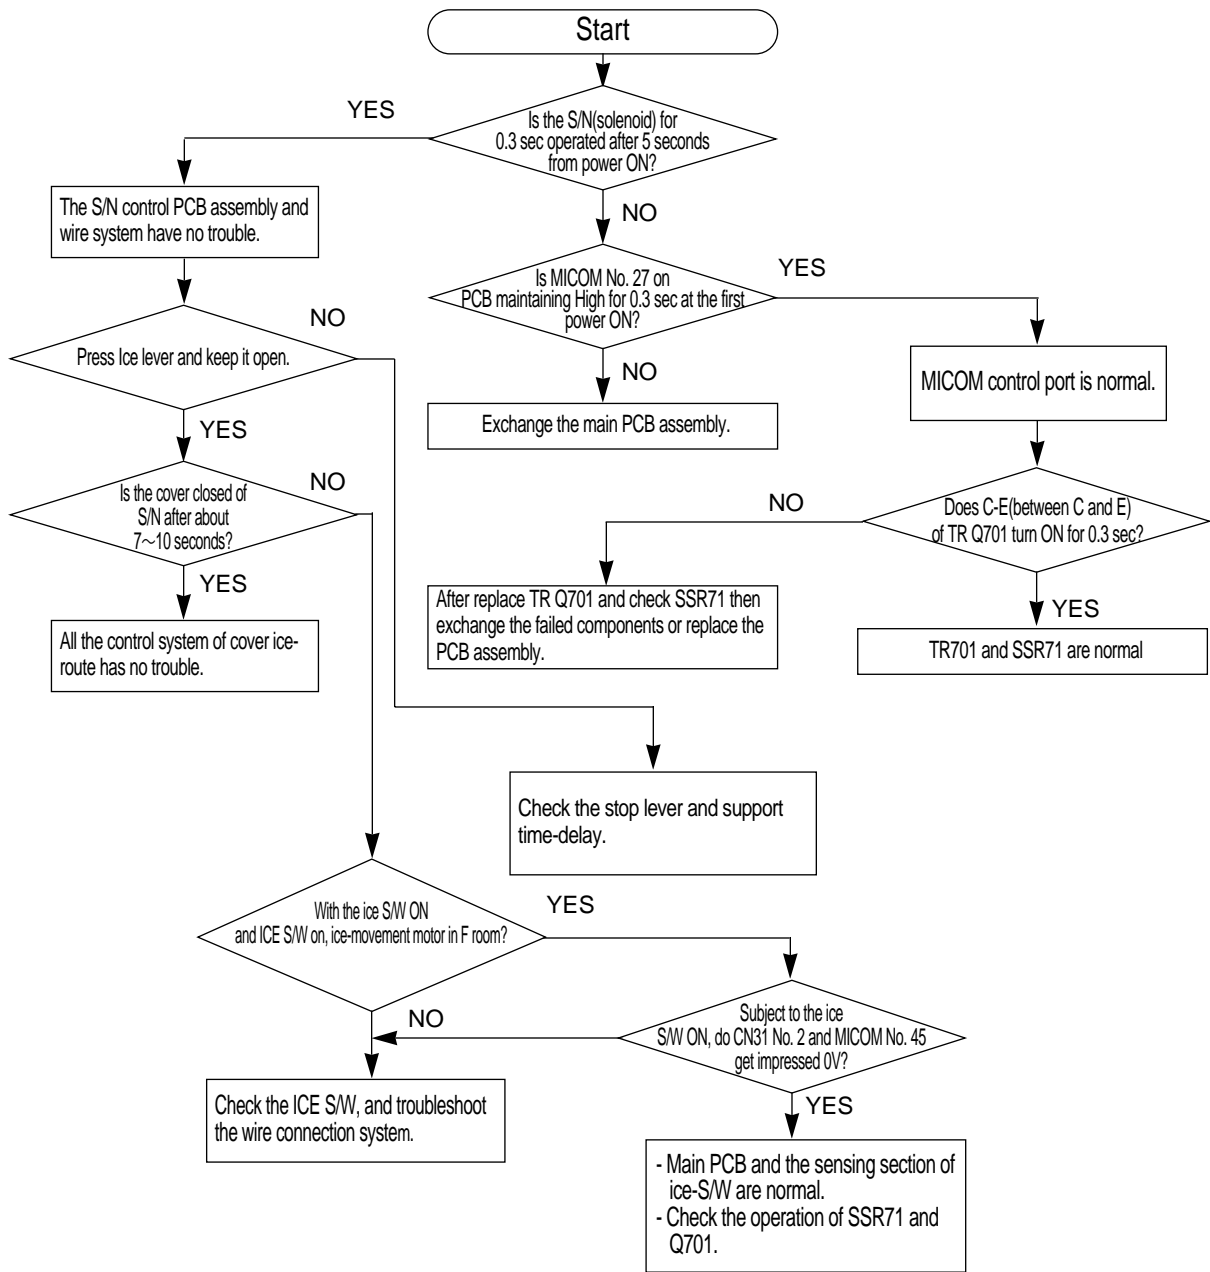 Start
YES
Is the S/N(solenoid) for
0.3 sec operated after 5 seconds
from power ON?
The S/N control PCB assembly and
wire system have no trouble.
NO
Is MICOM No. 27 on
PCB maintaining High for 0.3 sec at the first
power ON?
YES
NO
Press Ice lever and keep it open.
NO
MICOM control port is normal.
Exchange the main PCB assembly.
YES
Is the cover closed of
S/N after about
7~10 seconds?
NO
NO
Does C-E(between C and E)
of TR Q701 turn ON for 0.3 sec?
YES
After replace TR Q701 and check SSR71 then
exchange the failed components or replace the
PCB assembly.
YES
All the control system of cover ice-
route has no trouble.
TR701 and SSR71 are normal
Check the stop lever and support
time-delay.
With the ice S/W ON
and ICE S/W on, ice-movement motor in F room?
YES
Subject to the ice
S/W ON, do CN31 No. 2 and MICOM No. 45
get impressed 0V?
NO
Check the ICE S/W, and troubleshoot
the wire connection system.
YES
- Main PCB and the sensing section of
ice-S/W are normal.
- Check the operation of SSR71 and
Q701.